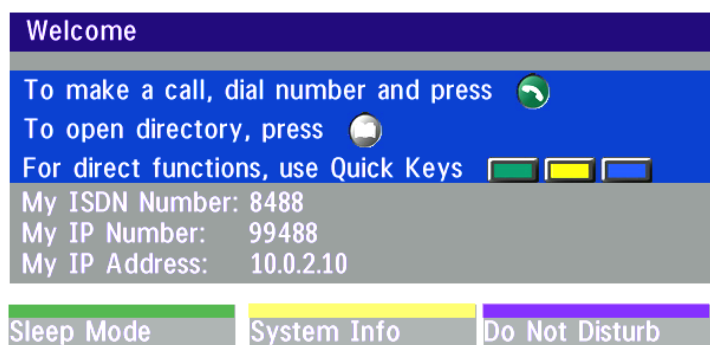 Welcome
To make a call, dial number and press
To open directory, press
For direct functions, use Quick Keys
My ISDN Number: 8488
My IP Number: 99488
My IP Address: 10.0.2.10
Sleep Mode System Info Do Not Disturb